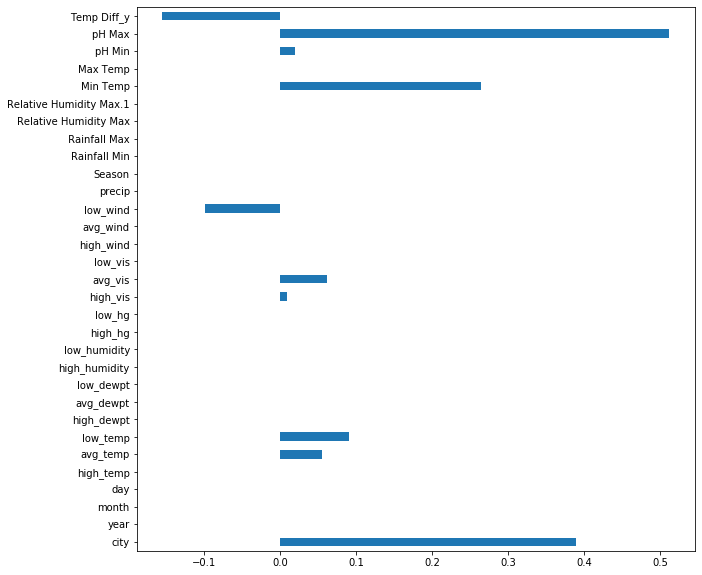 Temp Diff_y
pH Max
pH Min
Max Temp
Min Temp
Relative Humidity Max.1
Relative Humidity Max
Rainfall Max
Rainfall Min
Season
precip
low_wind
avg_wind
high_wind
low_vis
avg_vis
high_vis
low_hg
high_hg
low_humidity
high_humidity
low_dewpt
avg_dewpt
high_dewpt
low_temp
avg_temp
high_temp
day
month
year
city
−0.1 0.0 0.1 0.2 0.3 0.4 0.5